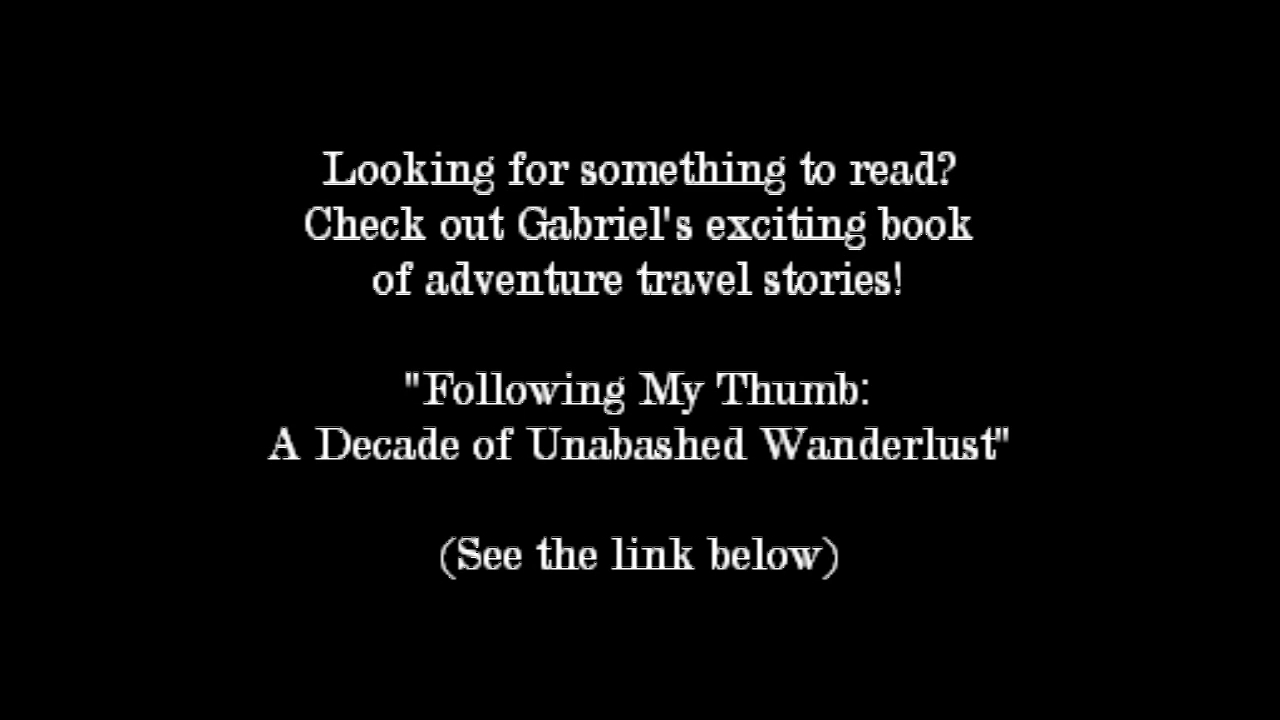 Looking for something to read?
Check out Gabriel's exciting book
of adventure travel stories!
"Following My Thumb:
A Decade of Unabashed Wanderlust"
(See the link below)